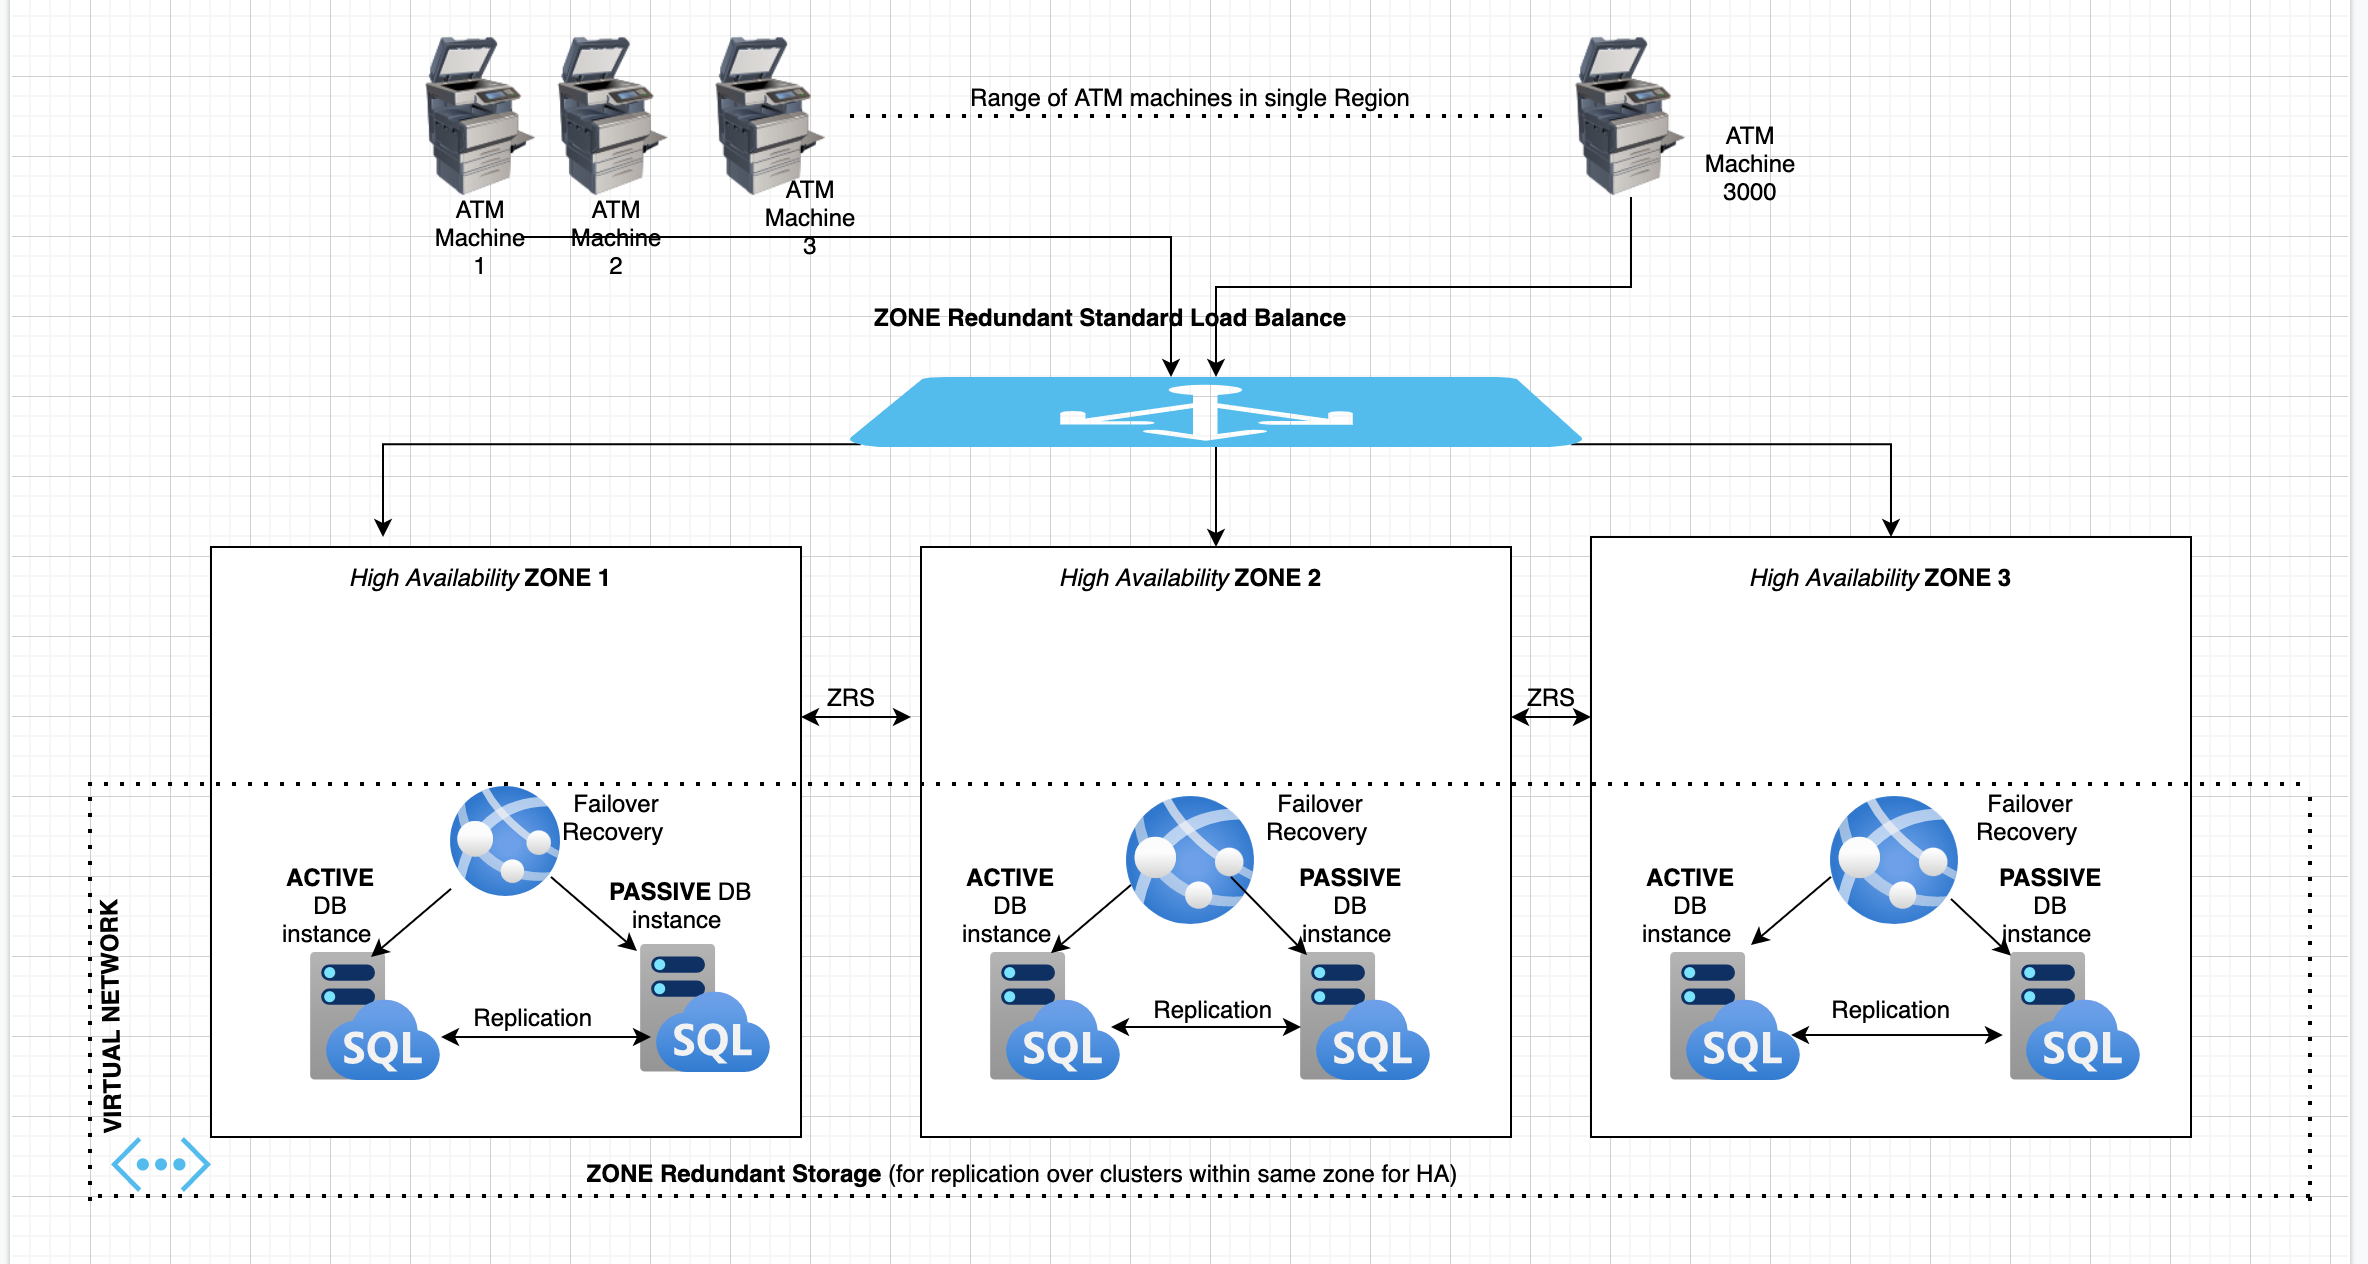 Range of ATM machines in single Region
ATM
Machine
1
ATM
Machine
2
ATM
Machine
3
ATM
Machine
3000
ZONE Redundant Standard Load Balance
High Availability ZONE 1
High Availability ZONE 2
High Availability ZONE 3
ZRS
ZRS
Failover
Recovery
ACTIVE
DB
instance
PASSIVE DB
instance
Replication
SQL
SQL
Failover
Recovery
ACTIVE
DB
instance
PASSIVE
DB
instance
Replication
SQL
SQL
Failover
Recovery
ACTIVE
DB
instance
PASSIVE
DB
instance
Replication
SQL
SQL
VIRTUAL NETWORK
ZONE Redundant Storage (for replication over clusters within same zone for HA)